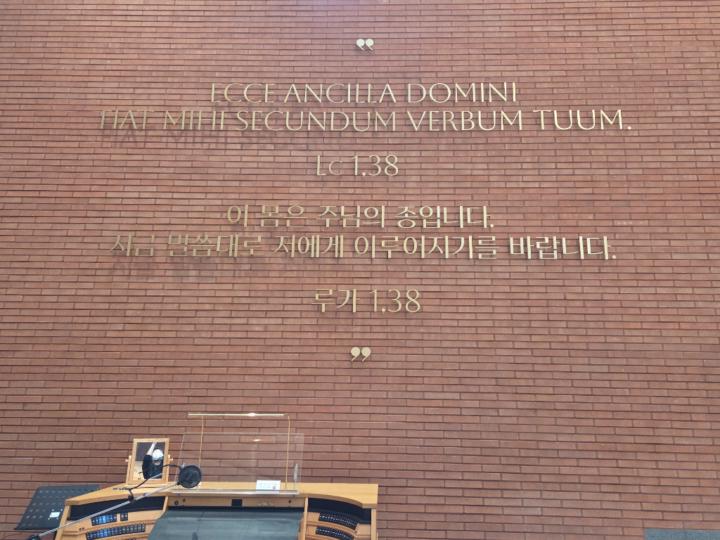 “
ECCE ANCILLA DOMINI
FIAT MIHI SECUNDUM VERBUM TUUM.
Lc 1.38
이 몸은 주님의 종입니다.
지금 말씀대로 저에게 이루어지기를 바랍니다.
루카 1.38
”